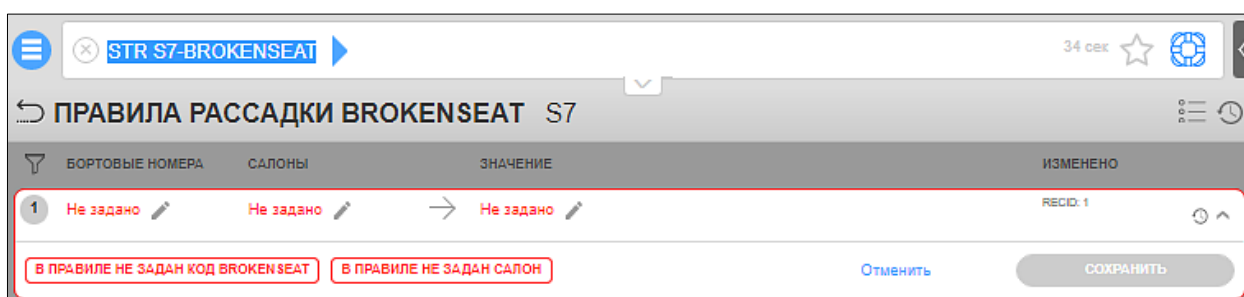 STR S7-BROKENSEAT
34 сек
ПРАВИЛА РАССАДКИ BROKENSEAT S7
БОРТОВЫЕ НОМЕРА САЛОНЫ ЗНАЧЕНИЕ ИЗМЕНЕНО
1 Не задано Не задано Не задано RECID: 1
В ПРАВИЛЕ НЕ ЗАДАН КОД BROKENSEAT В ПРАВИЛЕ НЕ ЗАДАН САЛОН Отменить СОХРАНИТЬ